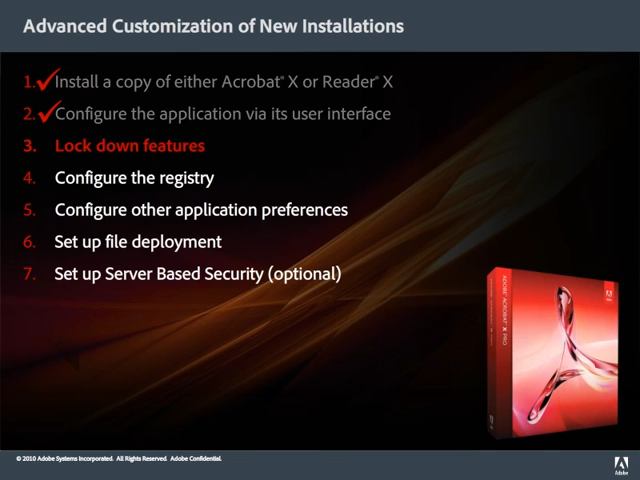 Advanced Customization of New Installations
1. Install a copy of either Acrobat® X or Reader® X
2. Configure the application via its user interface
3. Lock down features
4. Configure the registry
5. Configure other application preferences
6. Set up file deployment
7. Set up Server Based Security (optional)
ADOBE® ACROBAT® X PRO
© 2010 Adobe Systems Incorporated. All Rights Reserved. Adobe Confidential.
Adobe